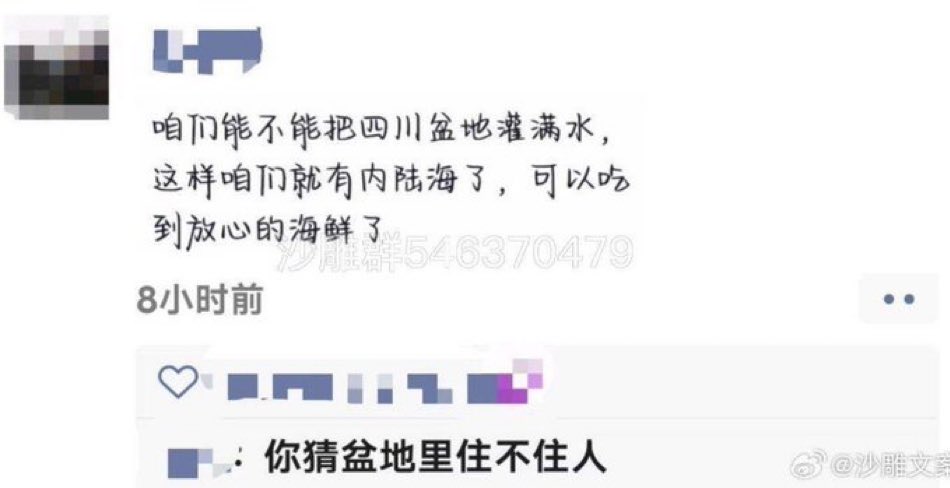 咱们能不能把四川盆地灌满水，
这样咱们就有内陆海了，可以吃
到放心的海鲜了
沙雕群546370479
8小时前
：你猜盆地里住不住人
@沙雕文案